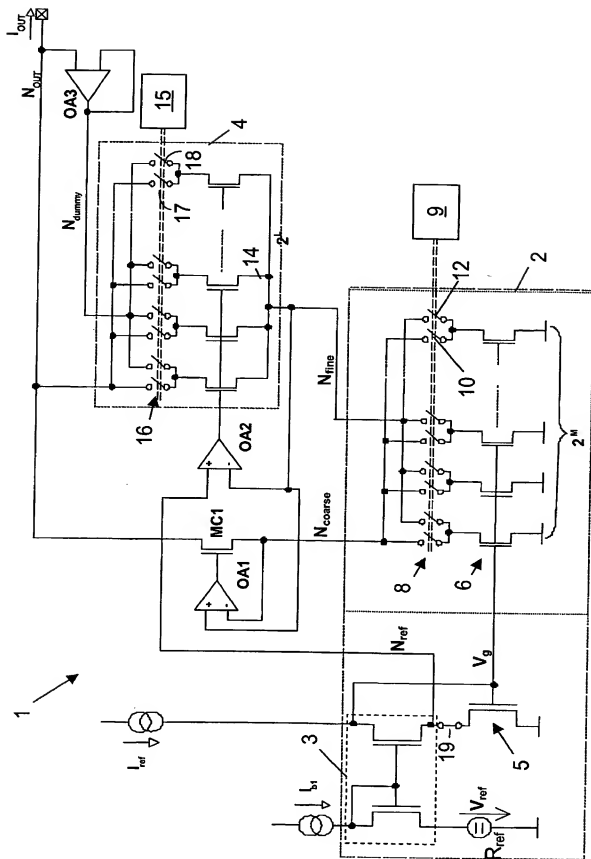 1
I_OUT
N_OUT
OA3
15
N_dummy
17
18
4
16
2^L
14
OA2
MC1
OA1
N_coarse
N_fine
9
2
12
10
8
6
2^M
N_ref
V_g
I_ref
3
19
5
I_b1
V_ref
R_ref